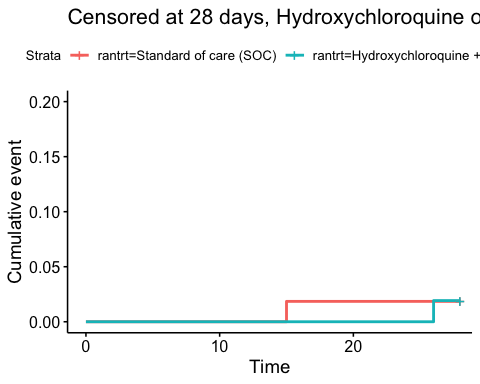 Censored at 28 days, Hydroxychloroquine o
Strata rantrt=Standard of care (SOC) rantrt=Hydroxychloroquine +
0.20
0.15
0.10
0.05
0.00
Cumulative event
0 10 20
Time